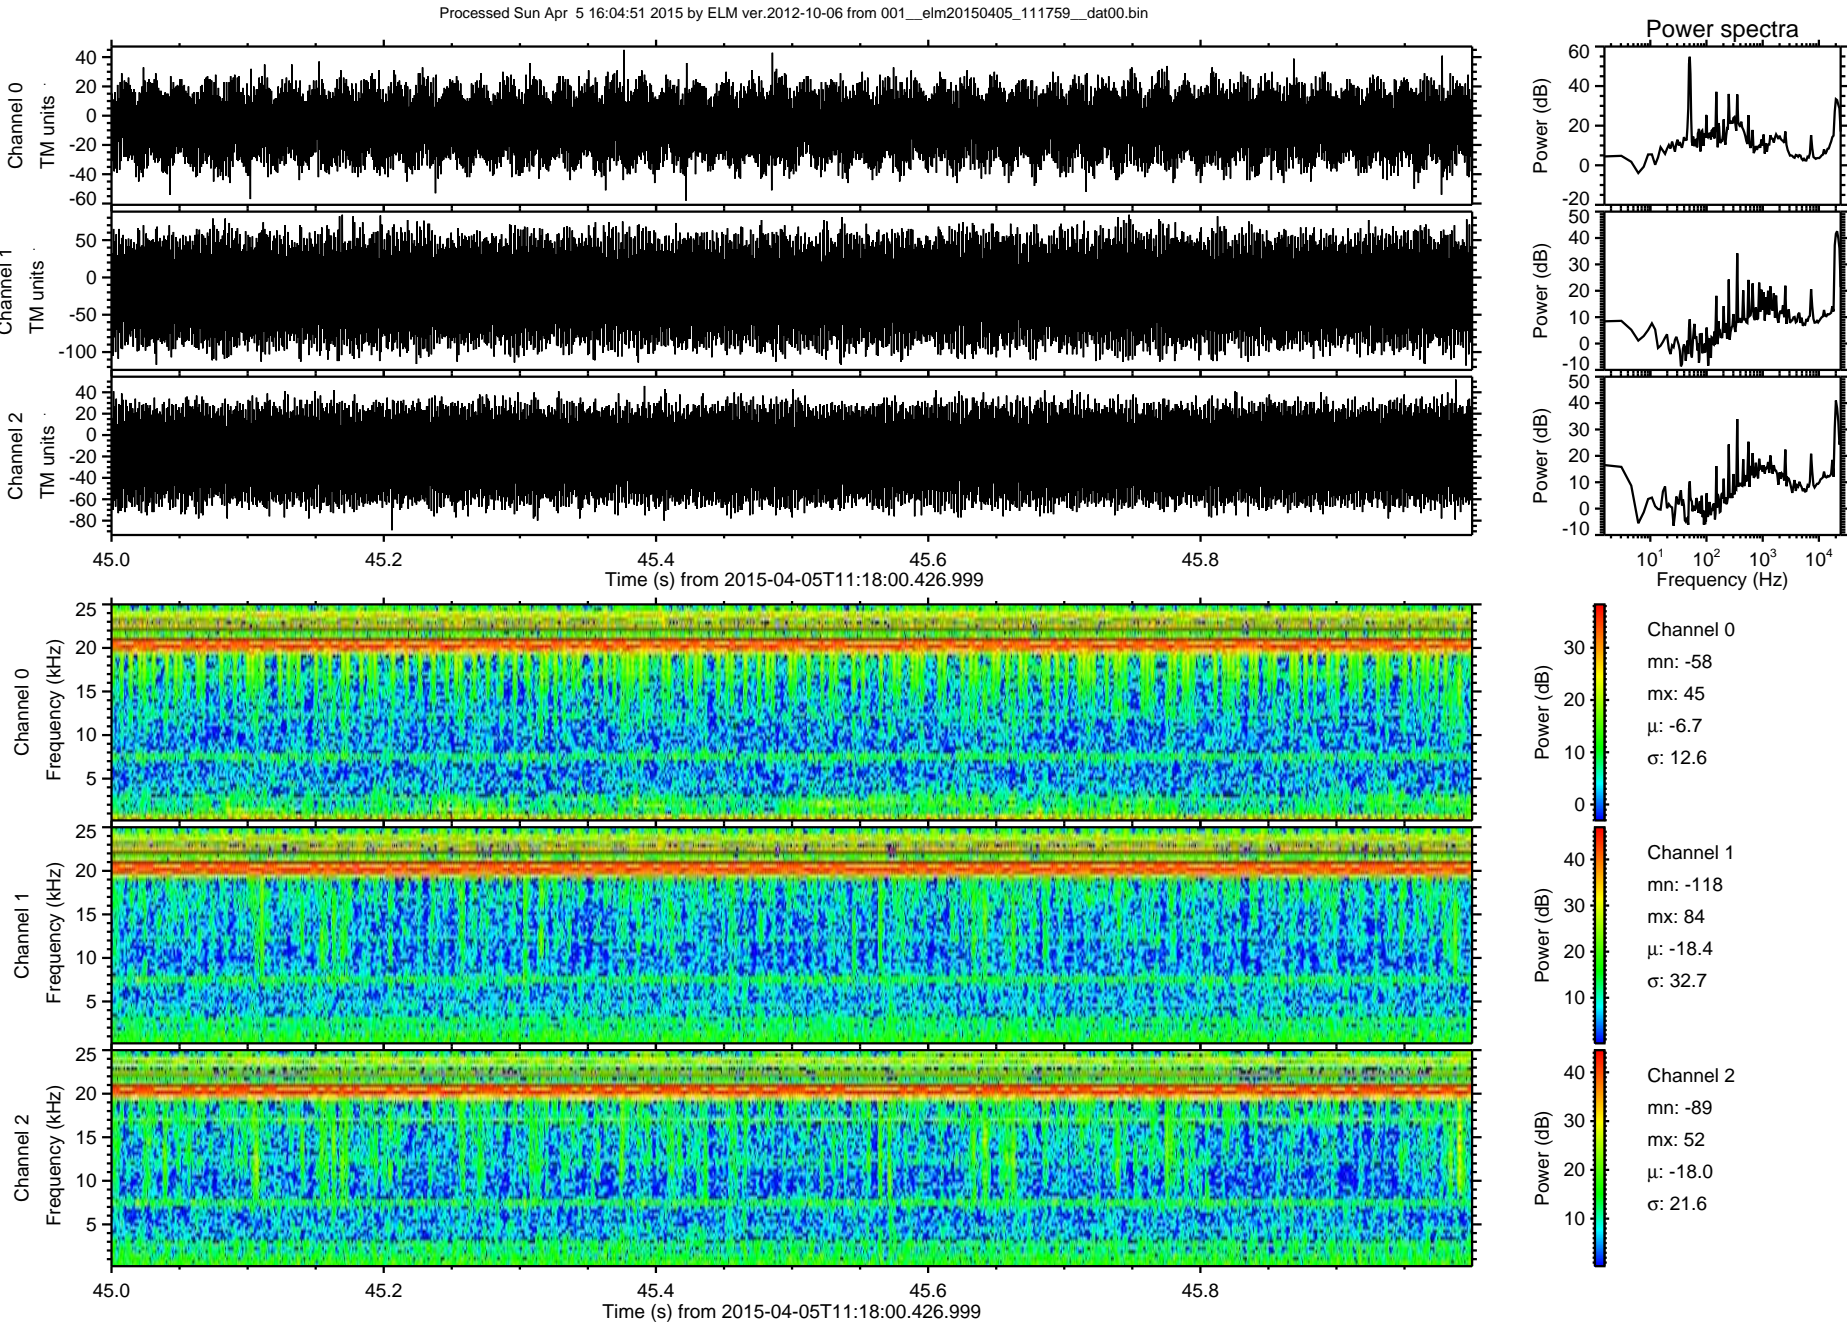 Processed Sun Apr  5 16:04:51 2015 by ELM ver.2012-10-06 from 001__elm20150405_111759__dat00.bin
Power spectra
Channel 0
TM units
40
20
0
-20
-40
-60
Power (dB)
60
40
20
0
-20
Channel 1
TM units
50
0
-50
-100
Power (dB)
50
40
30
20
10
0
-10
Channel 2
TM units
40
20
0
-20
-40
-60
-80
Power (dB)
50
40
30
20
10
0
-10
45.0 45.2 45.4 45.6 45.8
Time (s) from 2015-04-05T11:18:00.426.999
10¹ 10² 10³ 10⁴
Frequency (Hz)
Channel 0
Frequency (kHz)
25
20
15
10
5
Power (dB)
30
20
10
0
Channel 0
mn: -58
mx: 45
μ: -6.7
σ: 12.6
Channel 1
Frequency (kHz)
25
20
15
10
5
Power (dB)
40
30
20
10
Channel 1
mn: -118
mx: 84
μ: -18.4
σ: 32.7
Channel 2
Frequency (kHz)
25
20
15
10
5
Power (dB)
40
30
20
10
Channel 2
mn: -89
mx: 52
μ: -18.0
σ: 21.6
45.0 45.2 45.4 45.6 45.8
Time (s) from 2015-04-05T11:18:00.426.999